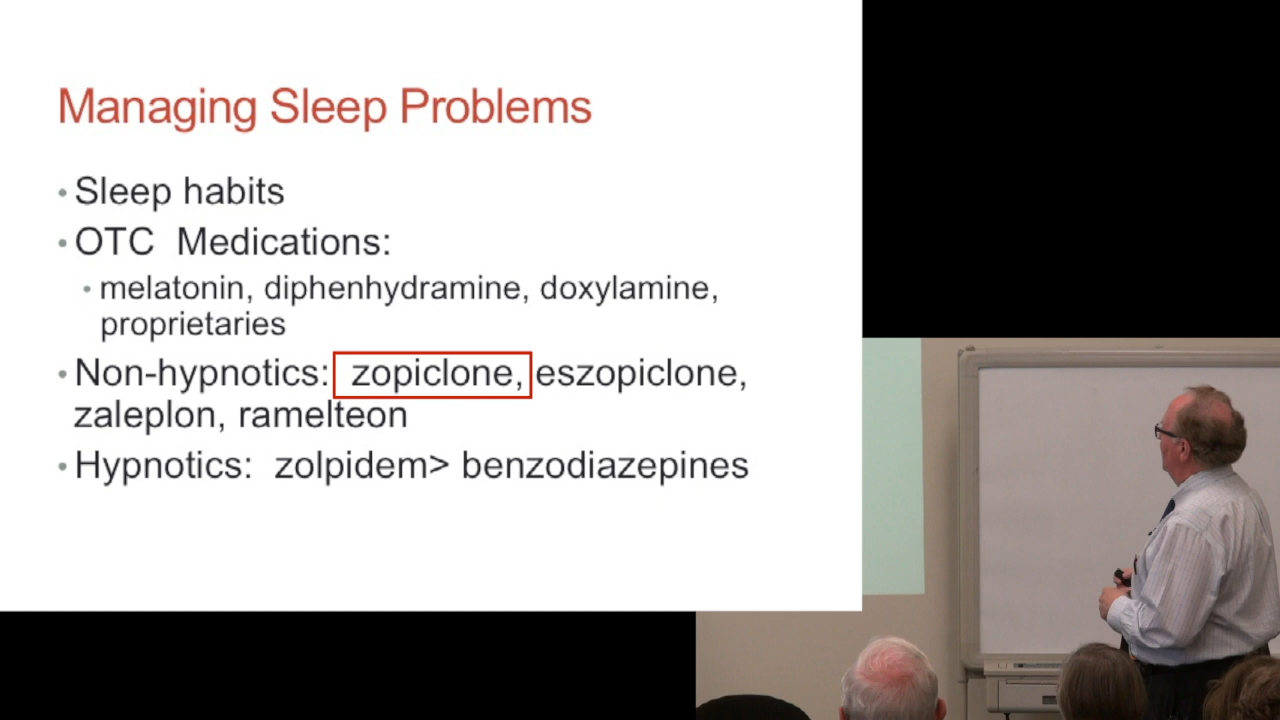 Managing Sleep Problems
• Sleep habits
• OTC  Medications:
• melatonin, diphenhydramine, doxylamine,
proprietaries
• Non-hypnotics:  zopiclone, eszopiclone,
zaleplon, ramelteon
• Hypnotics:  zolpidem> benzodiazepines